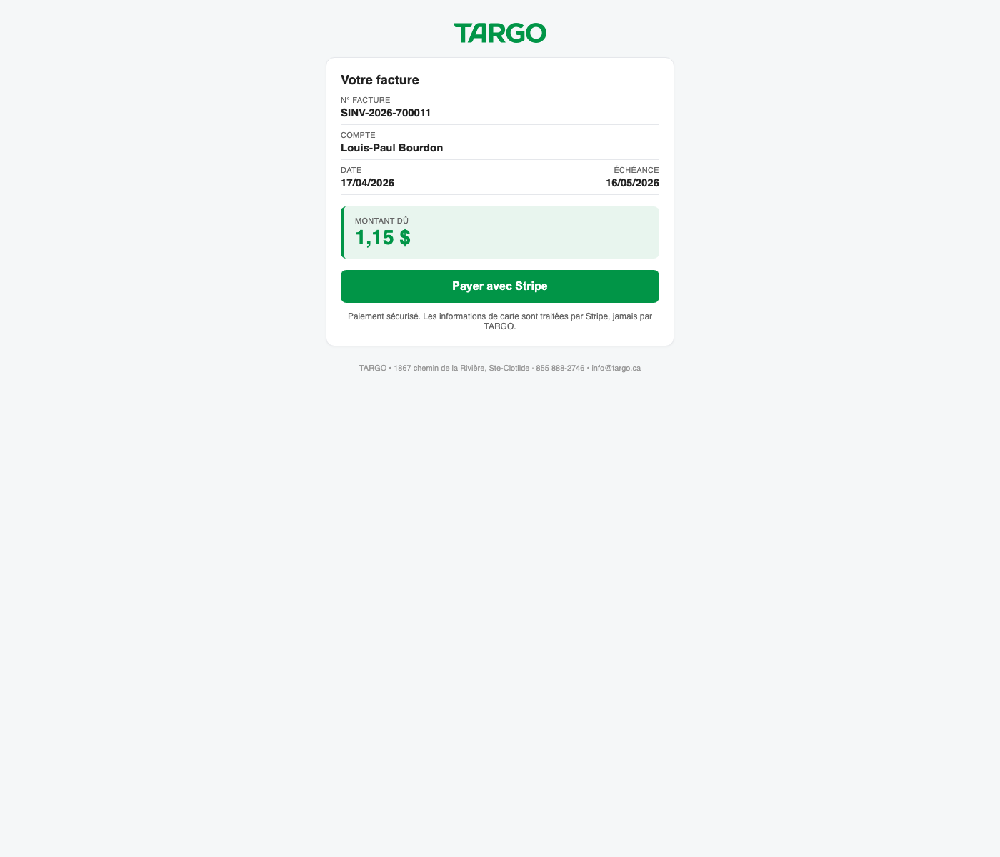 TARGO
Votre facture
N° FACTURE
SINV-2026-700011
COMPTE
Louis-Paul Bourdon
DATE ÉCHÉANCE
17/04/2026 16/05/2026
MONTANT DÛ
1,15 $
Payer avec Stripe
Paiement sécurisé. Les informations de carte sont traitées par Stripe, jamais par
TARGO.
TARGO • 1867 chemin de la Rivière, Ste-Clotilde · 855 888-2746 • info@targo.ca